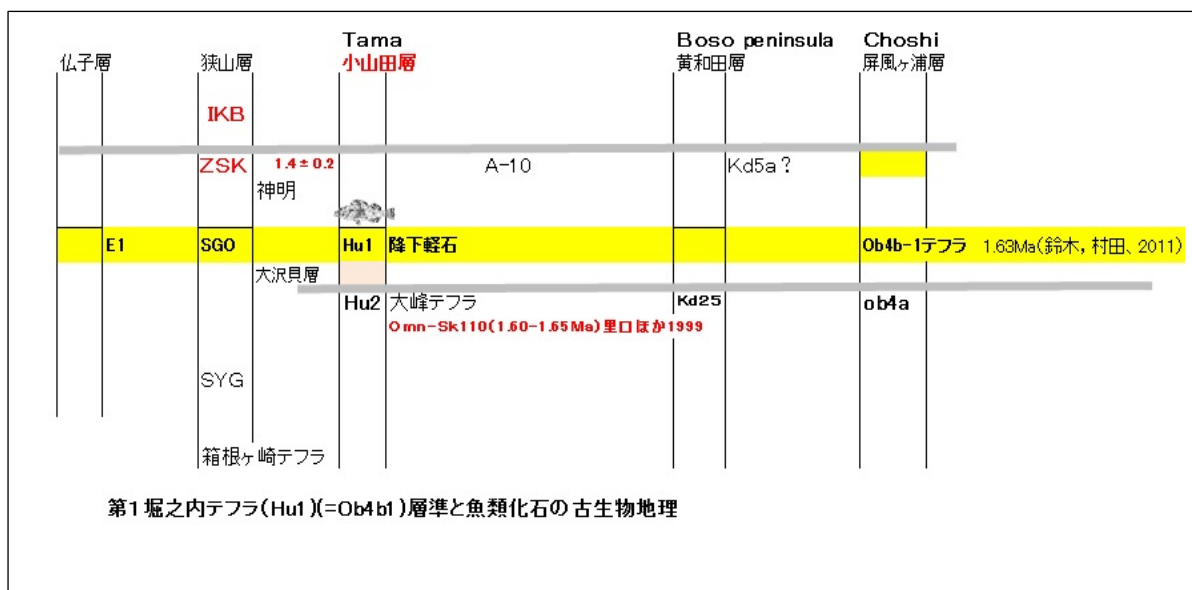 Tama Boso peninsula Choshi
仏子層 狭山層 小山田層 黄和田層 屏風ヶ浦層
IKB
ZSK 1.4±0.2 A-10 Kd5a？
神明
E1 SGO Hu1 降下軽石 Ob4b-1テフラ 1.63Ma(鈴木，村田、2011)
大沢貝層
Hu2 大峰テフラ Kd25 ob4a
Omn-SK110(1.60-1.65Ma)里口ほか1999
SYG
箱根ヶ崎テフラ
第1堀之内テフラ(Hu1)(=Ob4b1)層準と魚類化石の古生物地理